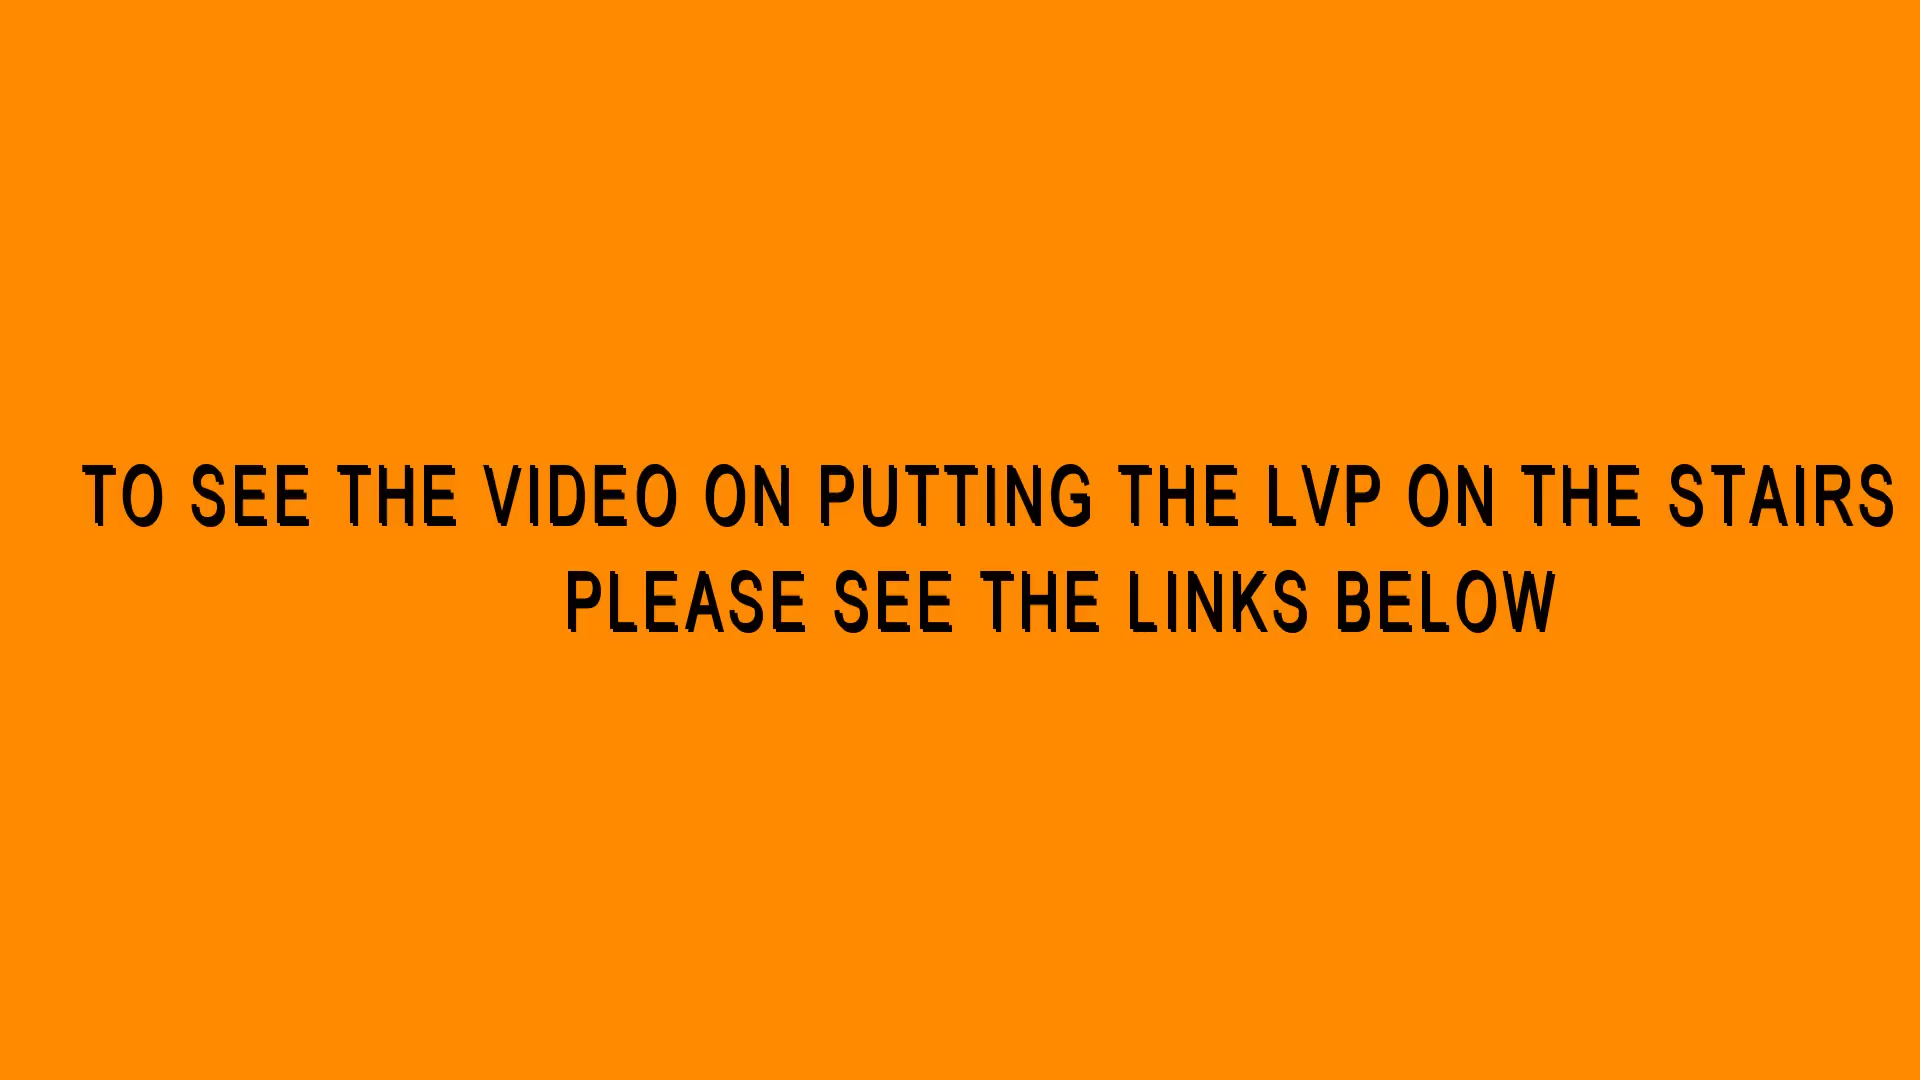 TO SEE THE VIDEO ON PUTTING THE LVP ON THE STAIRS
PLEASE SEE THE LINKS BELOW